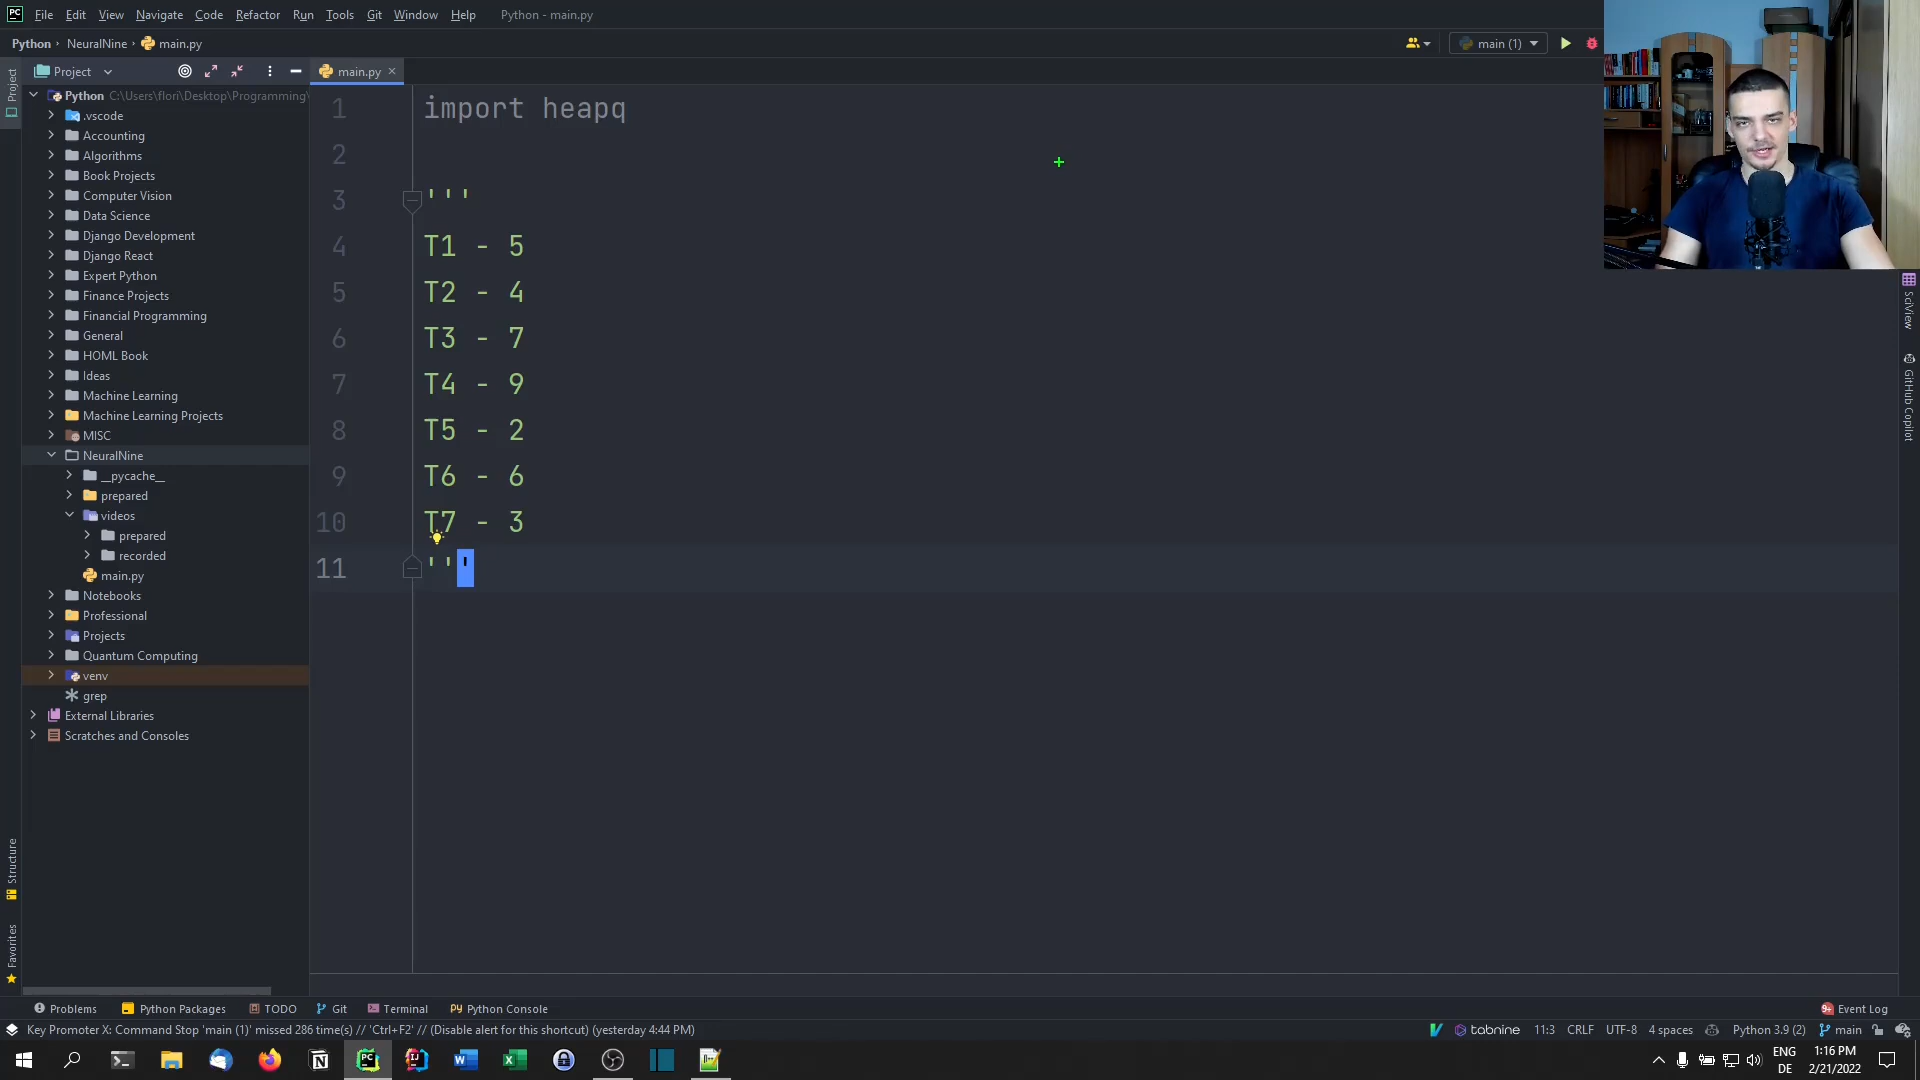 File Edit View Navigate Code Refactor Run Tools Git Window Help Python - main.py
Python NeuralNine main.py
main (1)
Project
Project
main.py
Python C:\Users\flori\Desktop\Programming\
.vscode
Accounting
Algorithms
Book Projects
Computer Vision
Data Science
Django Development
Django React
Expert Python
Finance Projects
Financial Programming
General
HOML Book
Ideas
Machine Learning
Machine Learning Projects
MISC
NeuralNine
__pycache__
prepared
videos
prepared
recorded
main.py
Notebooks
Professional
Projects
Quantum Computing
venv
grep
External Libraries
Scratches and Consoles
1 import heapq
2
3 '''
4 T1 - 5
5 T2 - 4
6 T3 - 7
7 T4 - 9
8 T5 - 2
9 T6 - 6
10 T7 - 3
11 '''
SciView
GitHub Copilot
Structure
Favorites
Problems Python Packages TODO Git Terminal Python Console
9+ Event Log
Key Promoter X: Command Stop 'main (1)' missed 286 time(s) // 'Ctrl+F2' // (Disable alert for this shortcut) (yesterday 4:44 PM)
tabnine 11:3 CRLF UTF-8 4 spaces Python 3.9 (2) main
ENG
DE
1:16 PM
2/21/2022